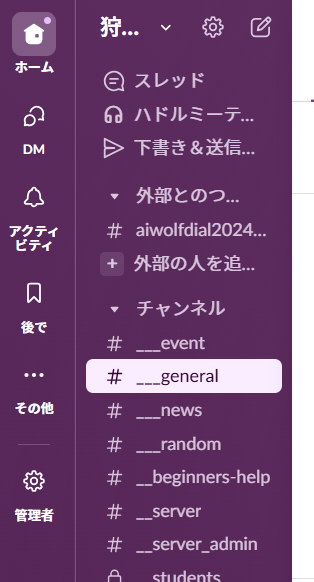 狩...
ホーム
DM
アクティ
ビティ
後で
その他
管理者
スレッド
ハドルミーテ...
下書き＆送信...
外部とのつ...
# aiwolfdial2024...
+ 外部の人を追...
チャンネル
# ___event
# ___general
# ___news
# ___random
# __beginners-help
# __server
# __server_admin
__students